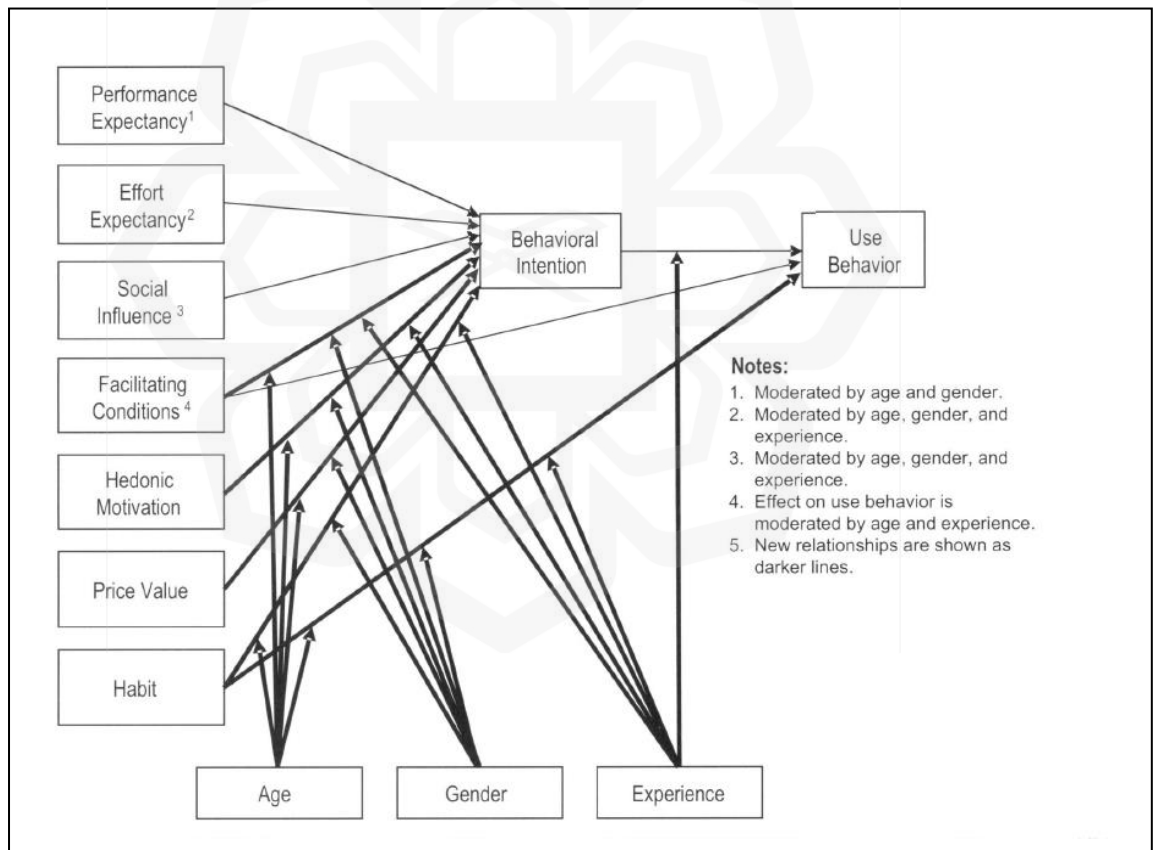 Performance
Expectancy1
Effort
Expectancy2
Social
Influence 3
Facilitating
Conditions 4
Hedonic
Motivation
Price Value
Habit
Behavioral
Intention
Use
Behavior
Notes:
1. Moderated by age and gender.
2. Moderated by age, gender, and
experience.
3. Moderated by age, gender, and
experience.
4. Effect on use behavior is
moderated by age and experience.
5. New relationships are shown as
darker lines.
Age
Gender
Experience